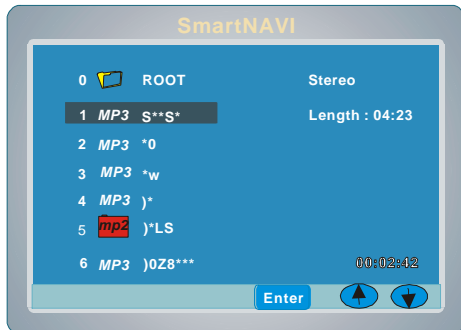 SmartNAVI
0 ROOT Stereo
1 MP3 S**S* Length : 04:23
2 MP3 *0
3 MP3 *w
4 MP3 )*
5 mp2 )*LS
6 MP3 )0Z8*** 00:02:42
Enter